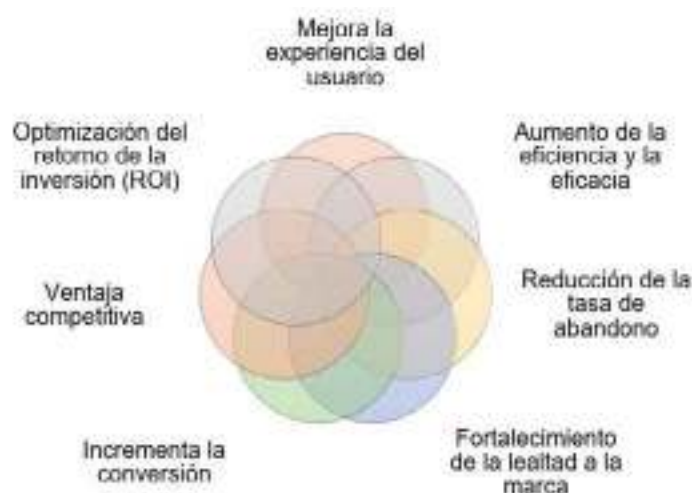 Mejora la
experiencia del
usuario
Aumento de la
eficiencia y la
eficacia
Reducción de la
tasa de
abandono
Fortalecimiento
de la lealtad a la
marca
Incrementa la
conversión
Ventaja
competitiva
Optimización del
retorno de la
inversión (ROI)